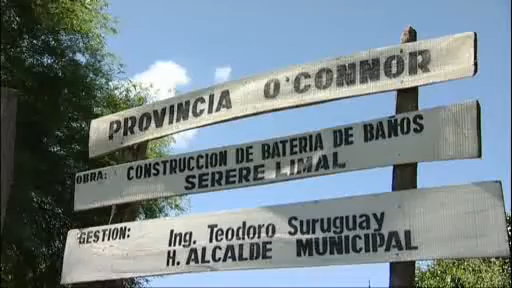 PROVINCIA O'CONNOR
OBRA: CONSTRUCCION DE BATERIA DE BAÑOS
SERERE LIMAL
GESTION: Ing. Teodoro Suruguay
H. ALCALDE MUNICIPAL